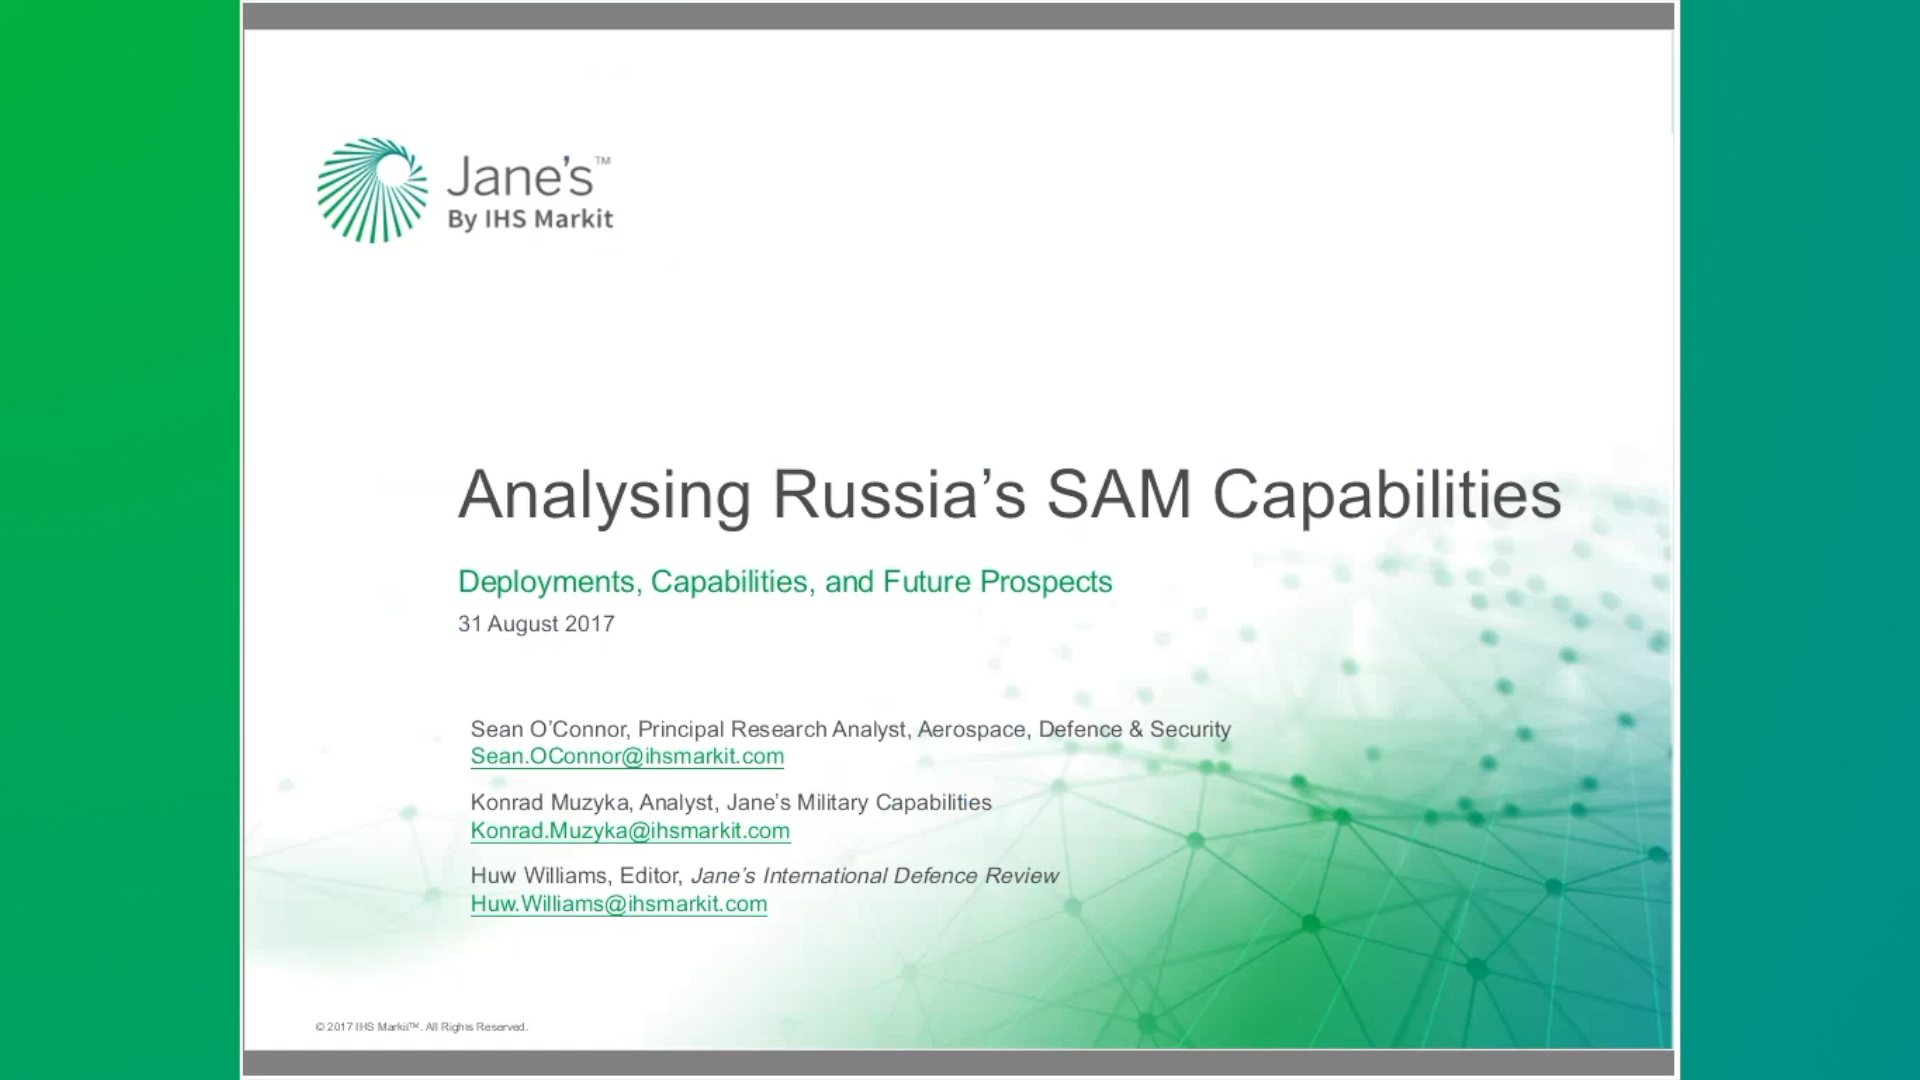 Jane's™
By IHS Markit
Analysing Russia’s SAM Capabilities
Deployments, Capabilities, and Future Prospects
31 August 2017
Sean O’Connor, Principal Research Analyst, Aerospace, Defence & Security
Sean.OConnor@ihsmarkit.com
Konrad Muzyka, Analyst, Jane’s Military Capabilities
Konrad.Muzyka@ihsmarkit.com
Huw Williams, Editor, Jane’s International Defence Review
Huw.Williams@ihsmarkit.com
© 2017 IHS Markit™. All Rights Reserved.